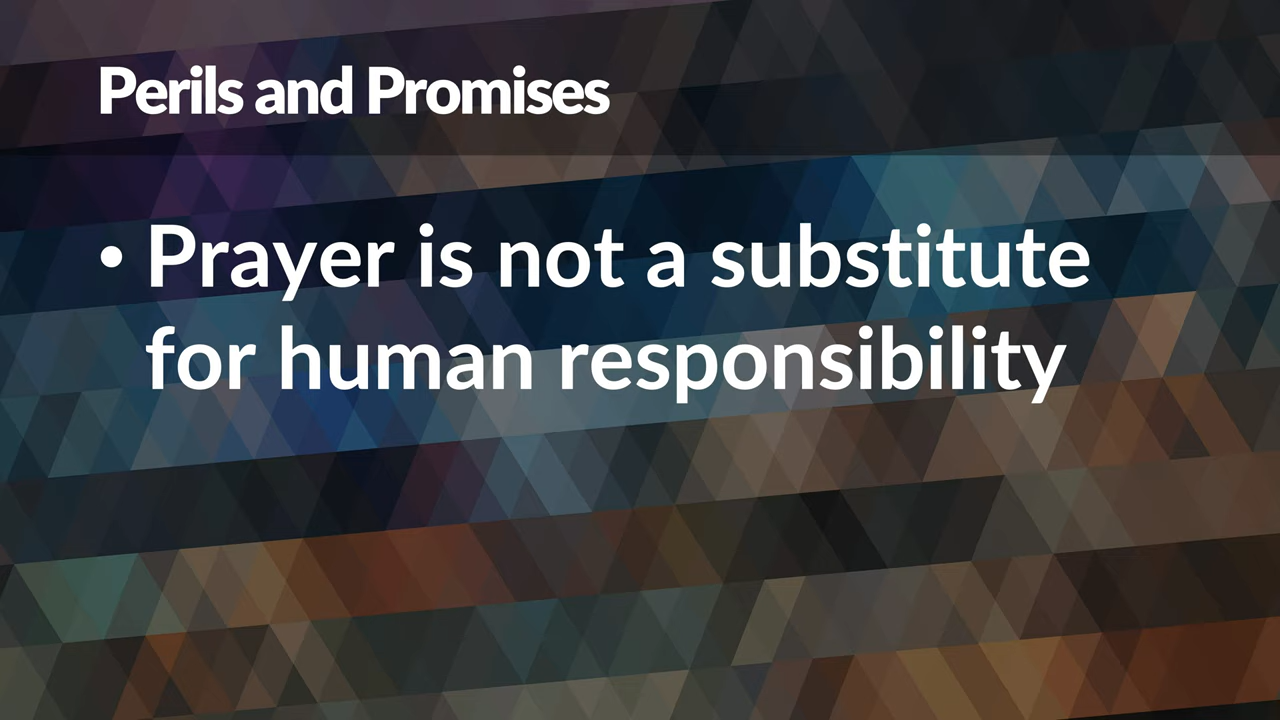 Perils and Promises
• Prayer is not a substitute
for human responsibility